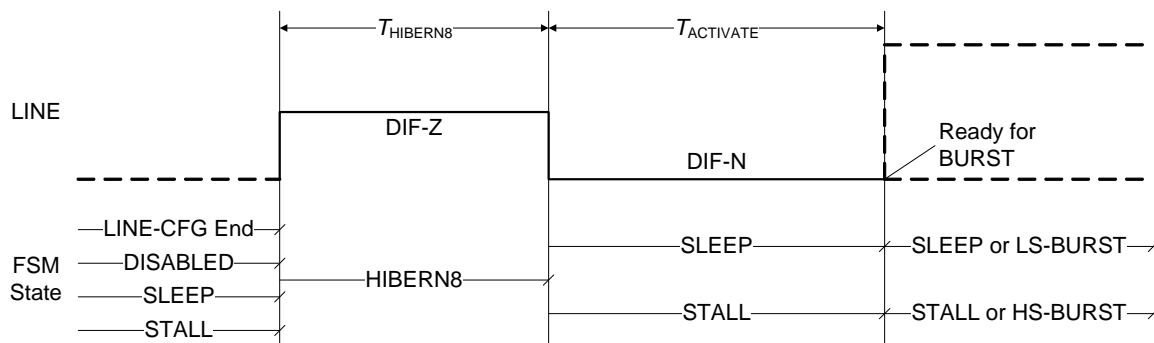 THIBERN8 TACTIVATE
LINE
DIF-Z
DIF-N
Ready for
BURST
FSM
State
LINE-CFG End
DISABLED
SLEEP
STALL
HIBERN8
SLEEP
STALL
SLEEP or LS-BURST
STALL or HS-BURST